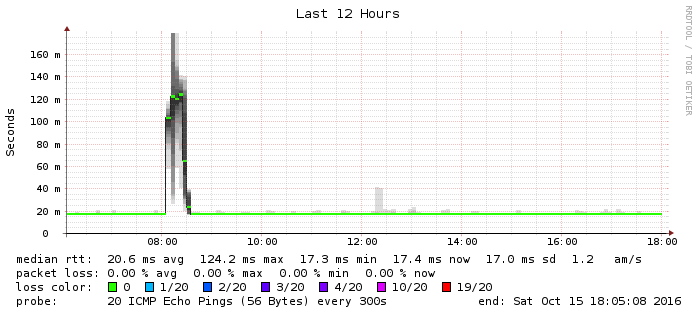 Last 12 Hours
RRDTOOL / TOBI OETIKER
Seconds
160 m
140 m
120 m
100 m
80 m
60 m
40 m
20 m
0
08:00 10:00 12:00 14:00 16:00 18:00
median rtt: 20.6 ms avg 124.2 ms max 17.3 ms min 17.4 ms now 17.0 ms sd 1.2 am/s
packet loss: 0.00 % avg 0.00 % max 0.00 % min 0.00 % now
loss color: 0 1/20 2/20 3/20 4/20 10/20 19/20
probe: 20 ICMP Echo Pings (56 Bytes) every 300s end: Sat Oct 15 18:05:08 2016